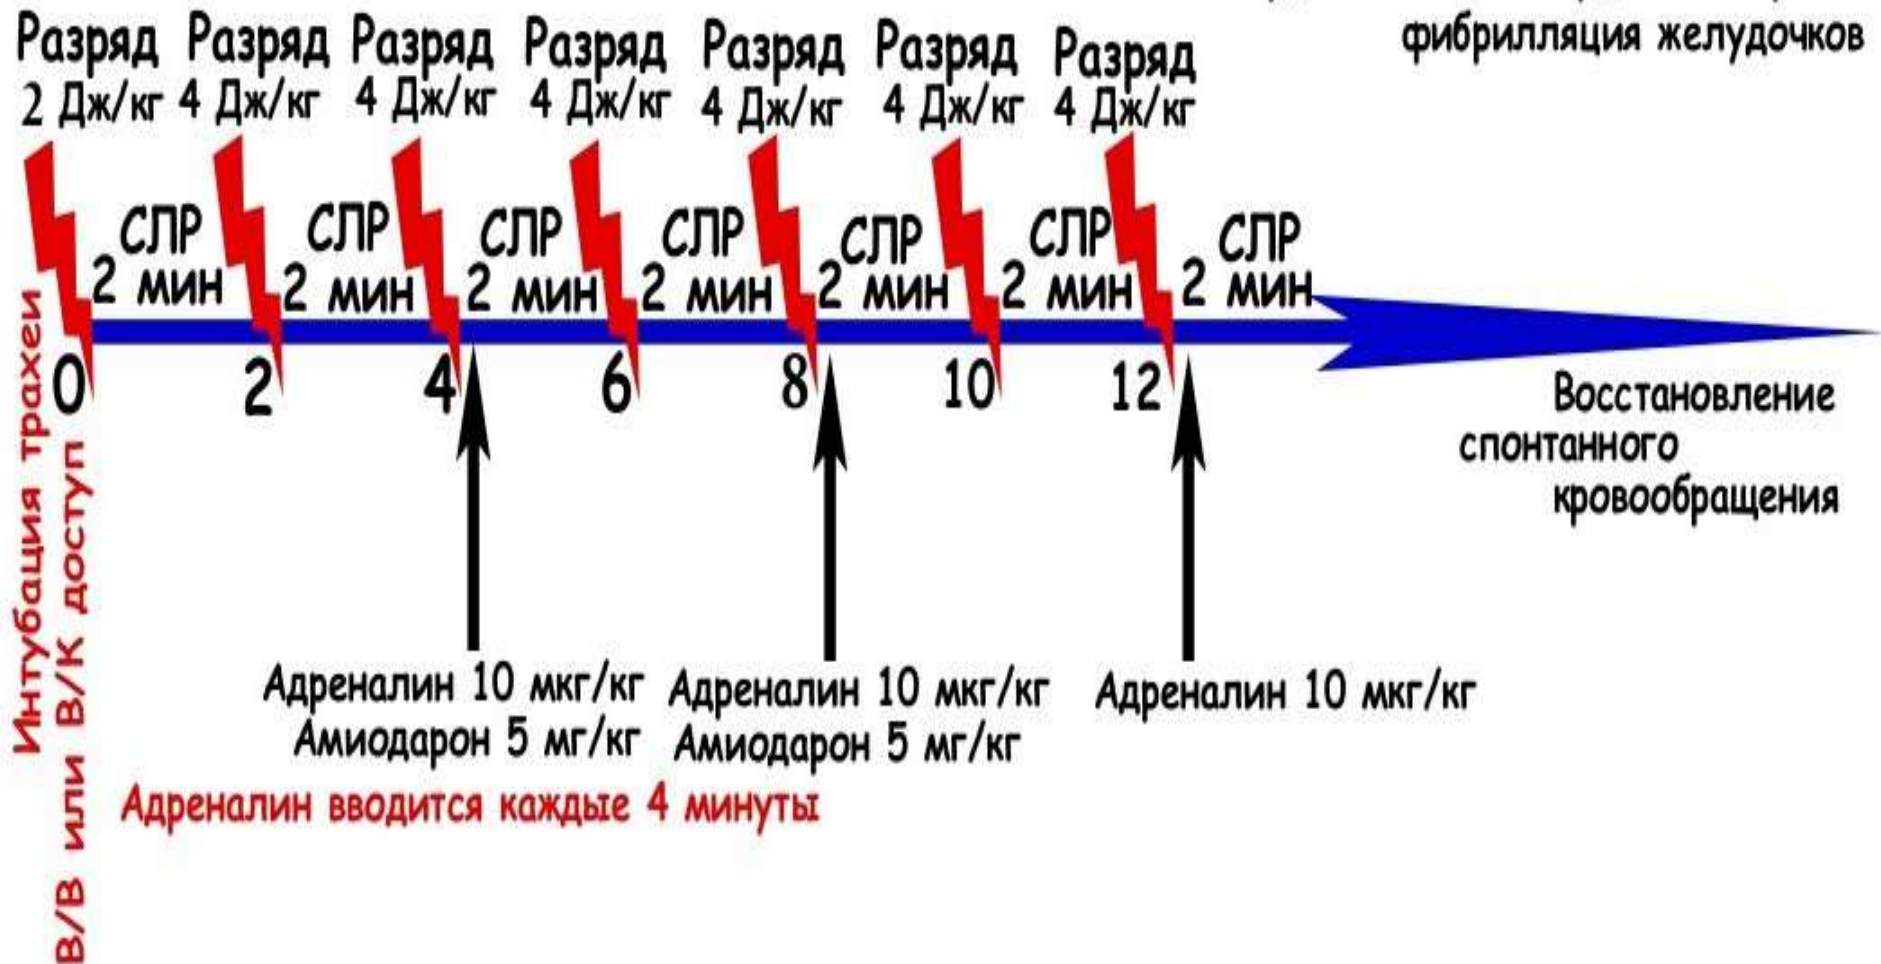 фибрилляция желудочков
Разряд
2 Дж/кг
Разряд
4 Дж/кг
Разряд
4 Дж/кг
Разряд
4 Дж/кг
Разряд
4 Дж/кг
Разряд
4 Дж/кг
Разряд
4 Дж/кг
СЛР
2 мин
СЛР
2 мин
СЛР
2 мин
СЛР
2 мин
СЛР
2 мин
СЛР
2 мин
СЛР
2 мин
0
2
4
6
8
10
12
Восстановление
спонтанного
кровообращения
Интубация трахеи
В/В или В/К доступ
Адреналин 10 мкг/кг
Амиодарон 5 мг/кг
Адреналин 10 мкг/кг
Амиодарон 5 мг/кг
Адреналин 10 мкг/кг
Адреналин вводится каждые 4 минуты